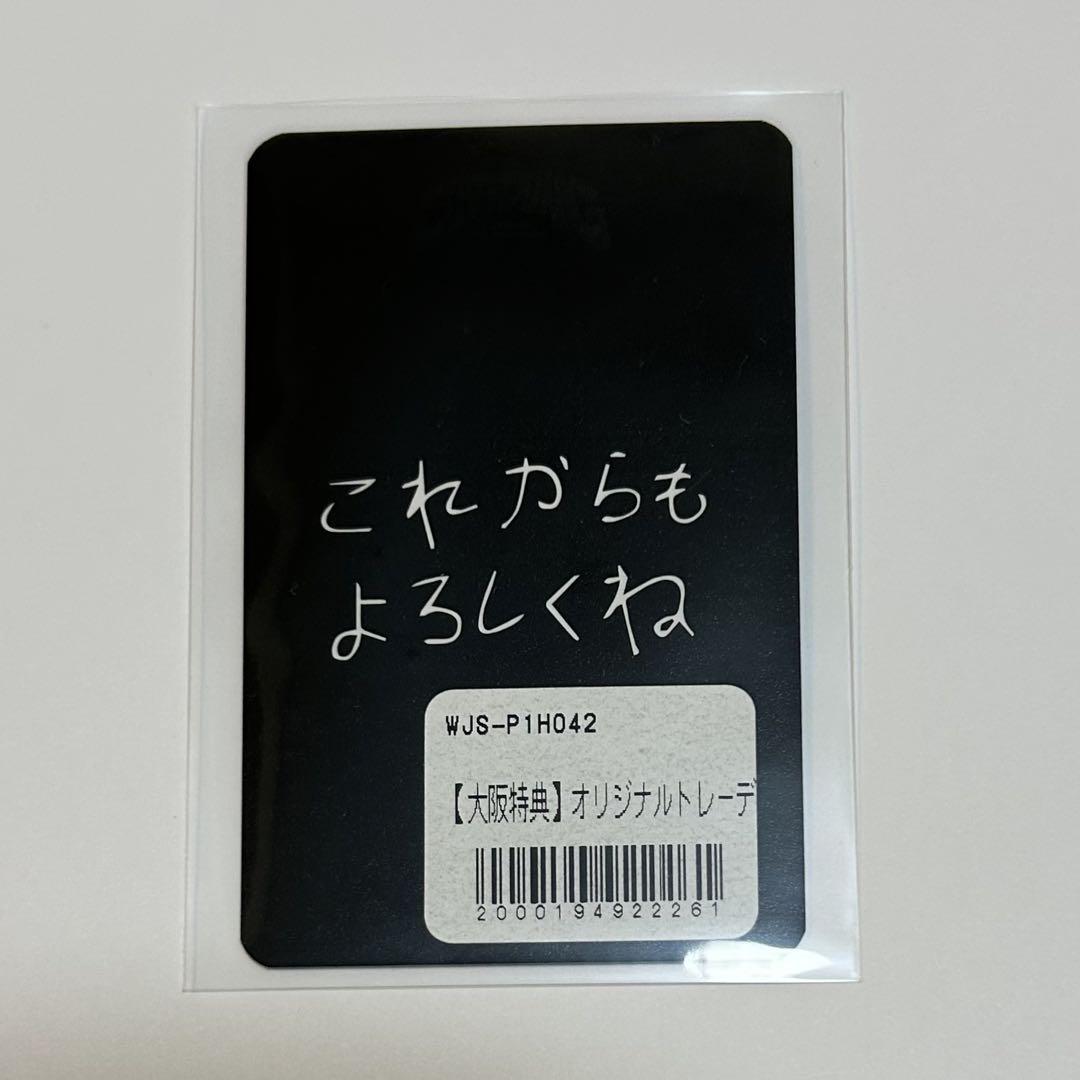 これからも
よろしくね
WJS-P1H042
【大阪特典】オリジナルトレーデ
2000194922261